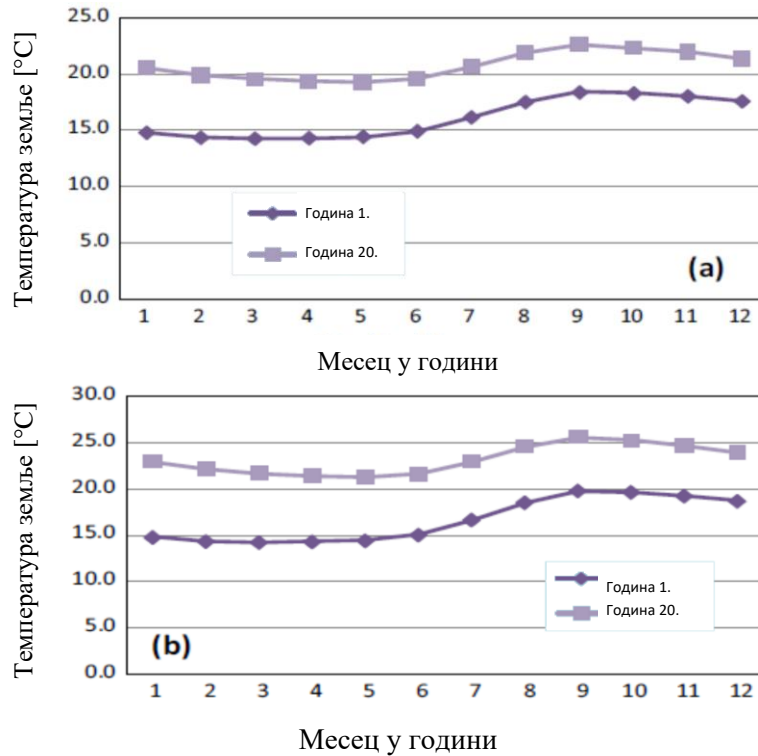 Температура земље [°C]
25.0
20.0
15.0
10.0
5.0
0.0
Година 1.
Година 20.
(a)
1 2 3 4 5 6 7 8 9 10 11 12
Месец у години
Температура земље [°C]
30.0
25.0
20.0
15.0
10.0
5.0
0.0
Година 1.
Година 20.
(b)
1 2 3 4 5 6 7 8 9 10 11 12
Месец у години